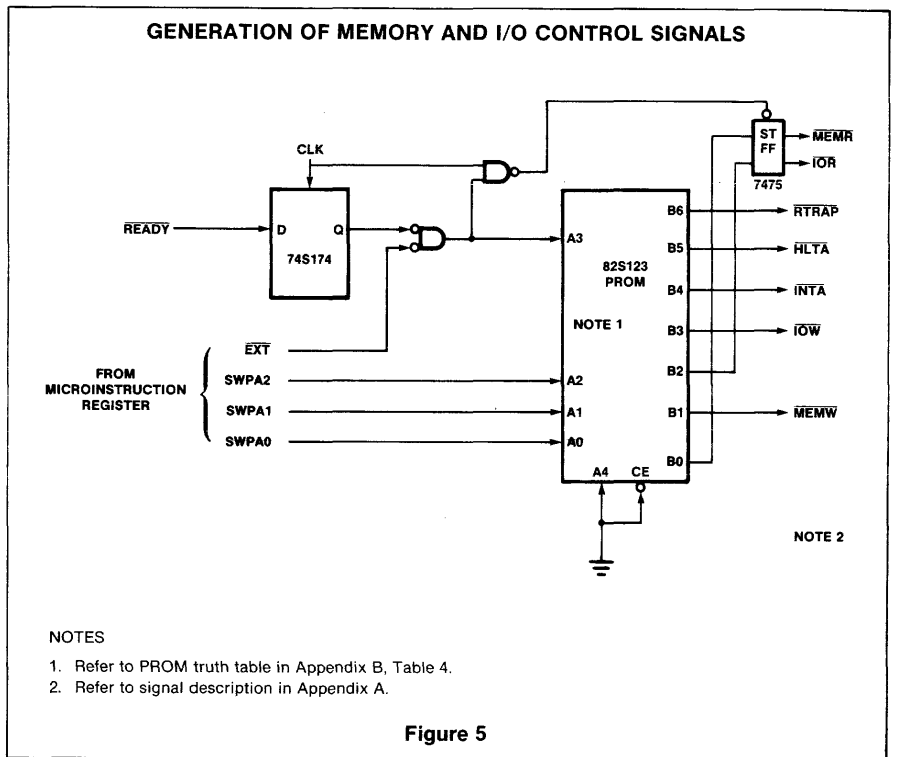 GENERATION OF MEMORY AND I/O CONTROL SIGNALS
CLK
ST
FF
7475
MEMR
IOR
READY
D
Q
74S174
A3
82S123
PROM
NOTE 1
B6
RTRAP
B5
HLTA
B4
INTA
B3
IOW
B2
B1
MEMW
B0
FROM
MICROINSTRUCTION
REGISTER
EXT
SWPA2
A2
SWPA1
A1
SWPA0
A0
A4
CE
NOTE 2
NOTES
1. Refer to PROM truth table in Appendix B, Table 4.
2. Refer to signal description in Appendix A.
Figure 5